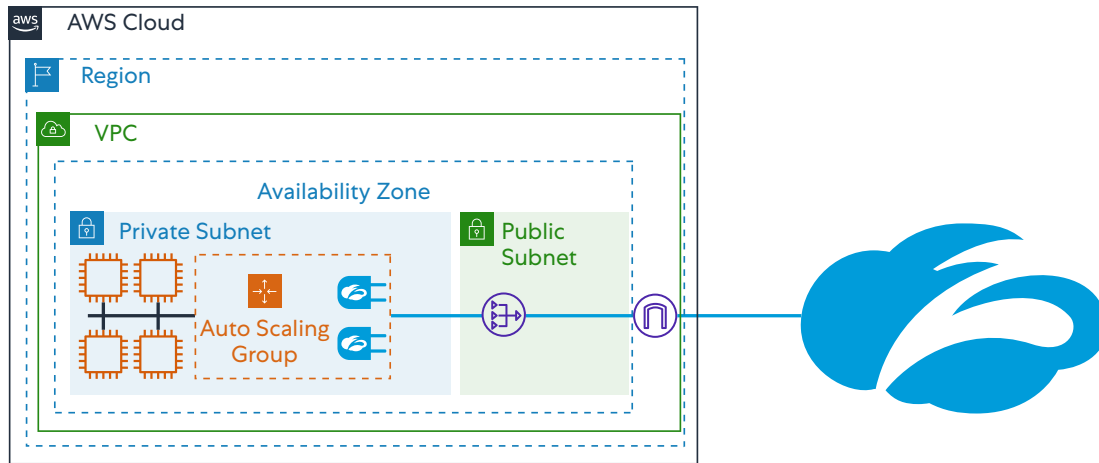 aws
AWS Cloud
Region
VPC
Availability Zone
Private Subnet
Public
Subnet
Auto Scaling
Group